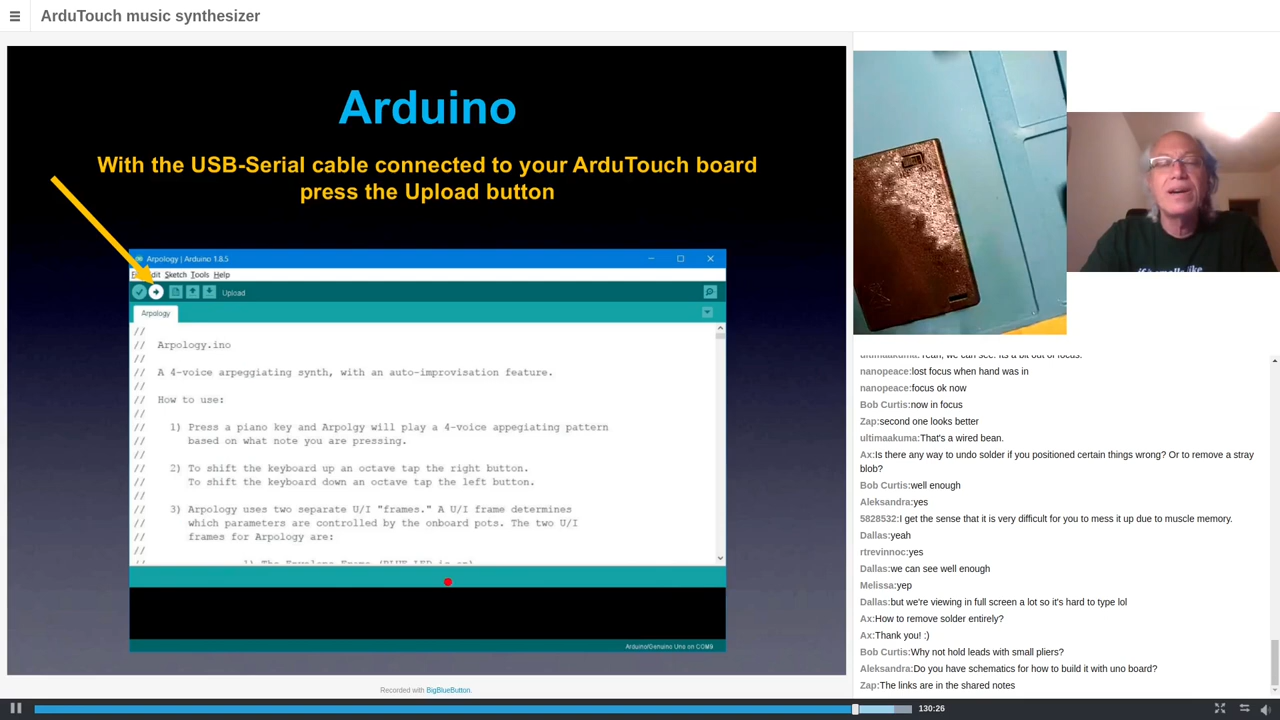 ArduTouch music synthesizer
Arduino
With the USB-Serial cable connected to your ArduTouch board
press the Upload button
Arpology | Arduino 1.8.5
Sketch Tools Help
Upload
Arpology
//
// Arpology.ino
//
// A 4-voice arpeggiating synth, with an auto-improvisation feature.
//
// How to use:
//
// 1) Press a piano key and Arpolgy will play a 4-voice appegiating pattern
// based on what note you are pressing.
//
// 2) To shift the keyboard up an octave tap the right button.
// To shift the keyboard down an octave tap the left button.
//
// 3) Arpology uses two separate U/I "frames." A U/I frame determines
// which parameters are controlled by the onboard pots. The two U/I
// frames for Arpology are:
//
Arduino/Genuino Uno on COM9
Recorded with BigBlueButton.
ultimaakuma:Yeah, we can see. Its a bit out of focus.
nanopeace:lost focus when hand was in
nanopeace:focus ok now
Bob Curtis:now in focus
Zap:second one looks better
ultimaakuma:That's a wired bean.
Ax:Is there any way to undo solder if you positioned certain things wrong? Or to remove a stray
blob?
Bob Curtis:well enough
Aleksandra:yes
5828532:I get the sense that it is very difficult for you to mess it up due to muscle memory.
Dallas:yeah
rtrevinnoc:yes
Dallas:we can see well enough
Melissa:yep
Dallas:but we're viewing in full screen a lot so it's hard to type lol
Ax:How to remove solder entirely?
Ax:Thank you! :)
Bob Curtis:Why not hold leads with small pliers?
Aleksandra:Do you have schematics for how to build it with uno board?
Zap:The links are in the shared notes
130:26